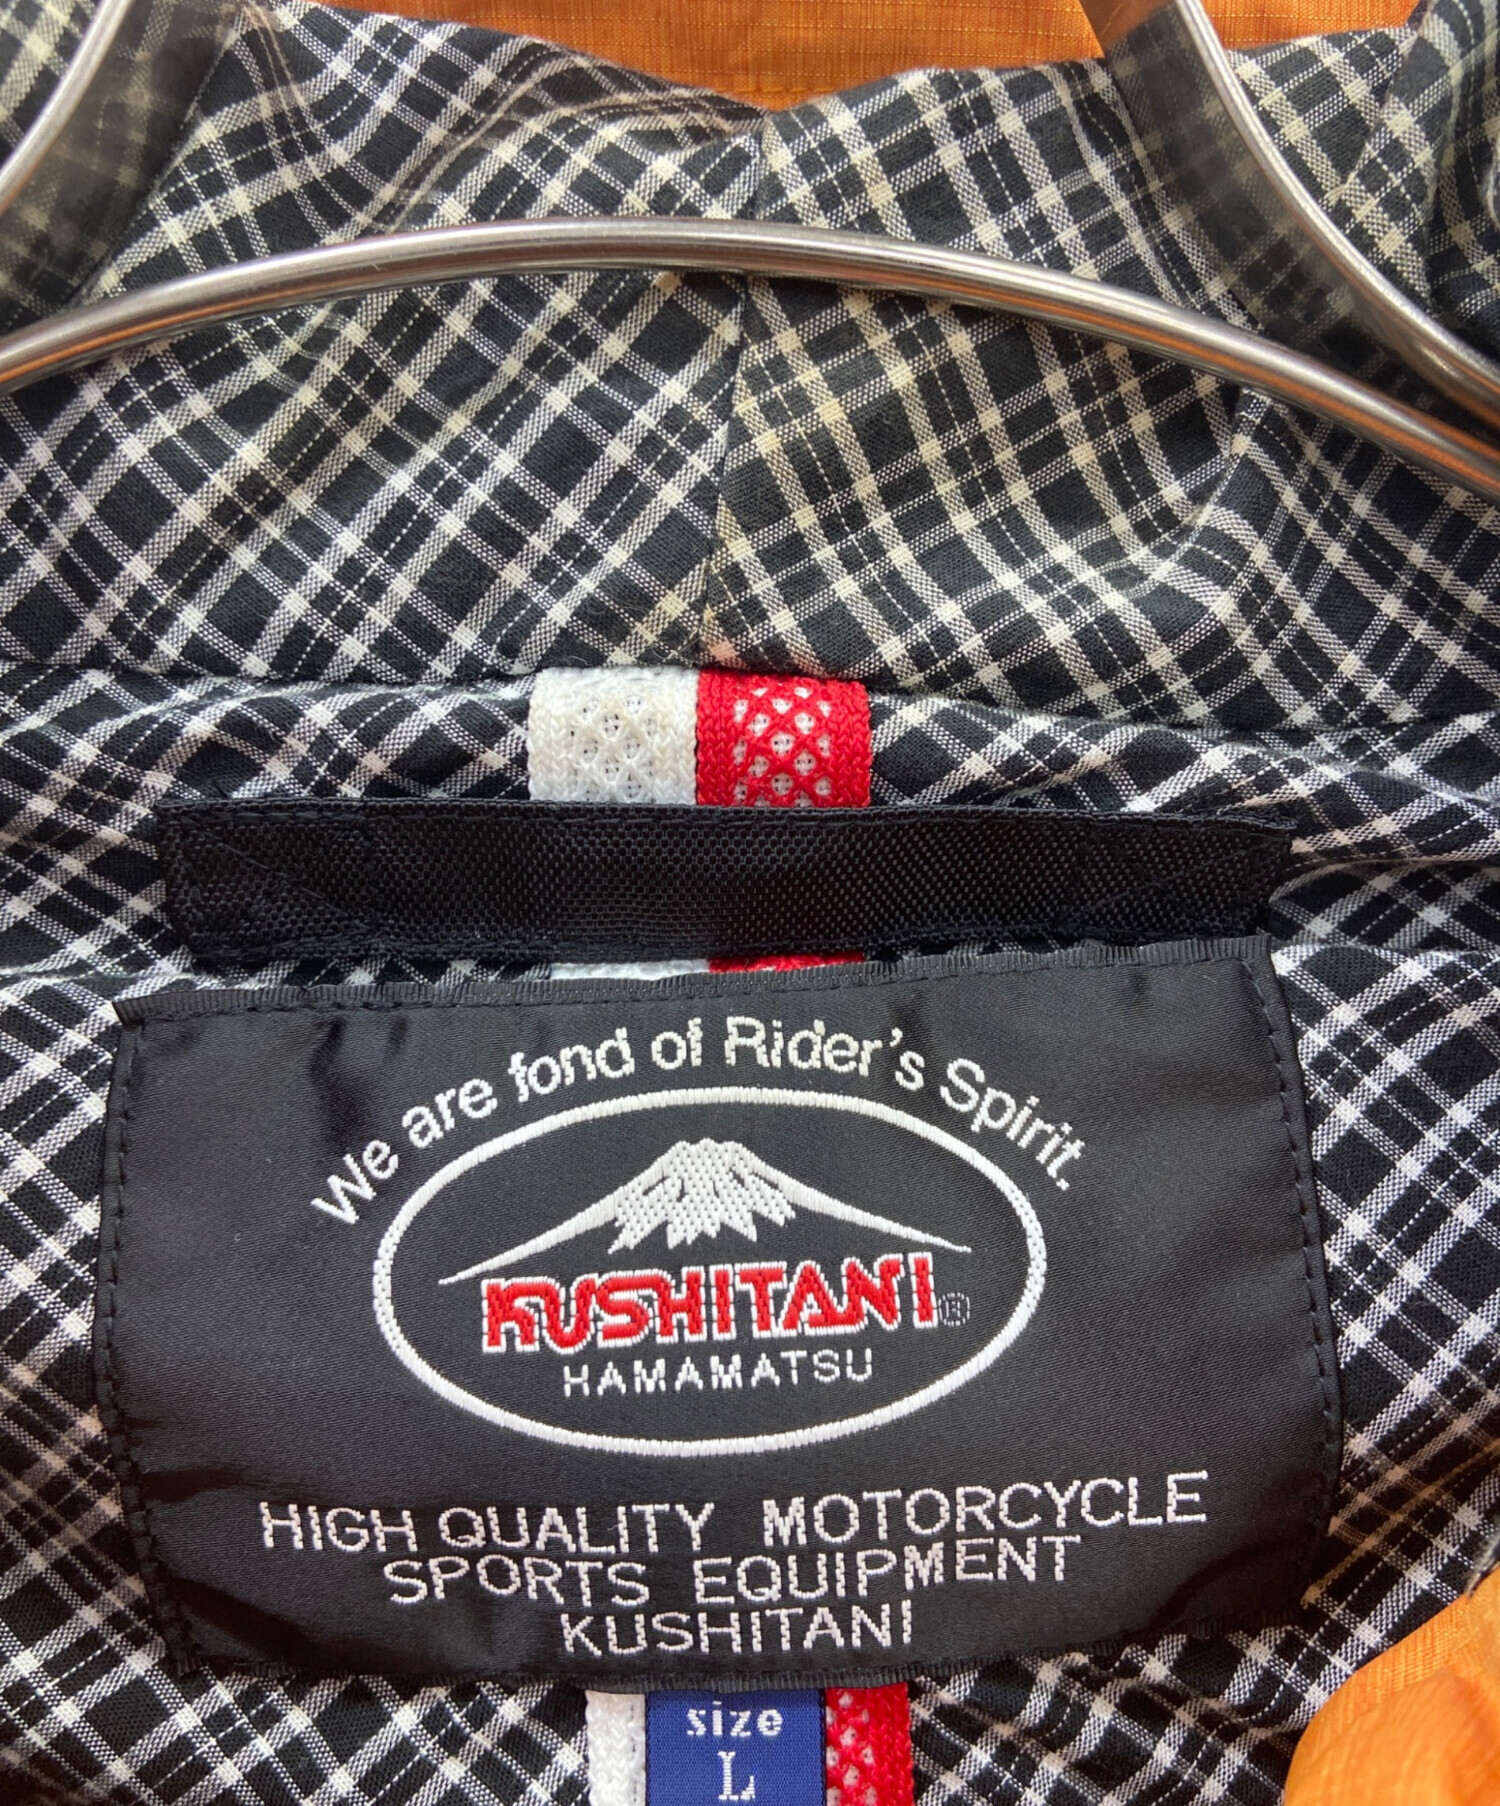 We are fond of Rider's Spirit.
KUSHITANI®
HAMAMATSU
HIGH QUALITY MOTORCYCLE
SPORTS EQUIPMENT
KUSHITANI
size
L